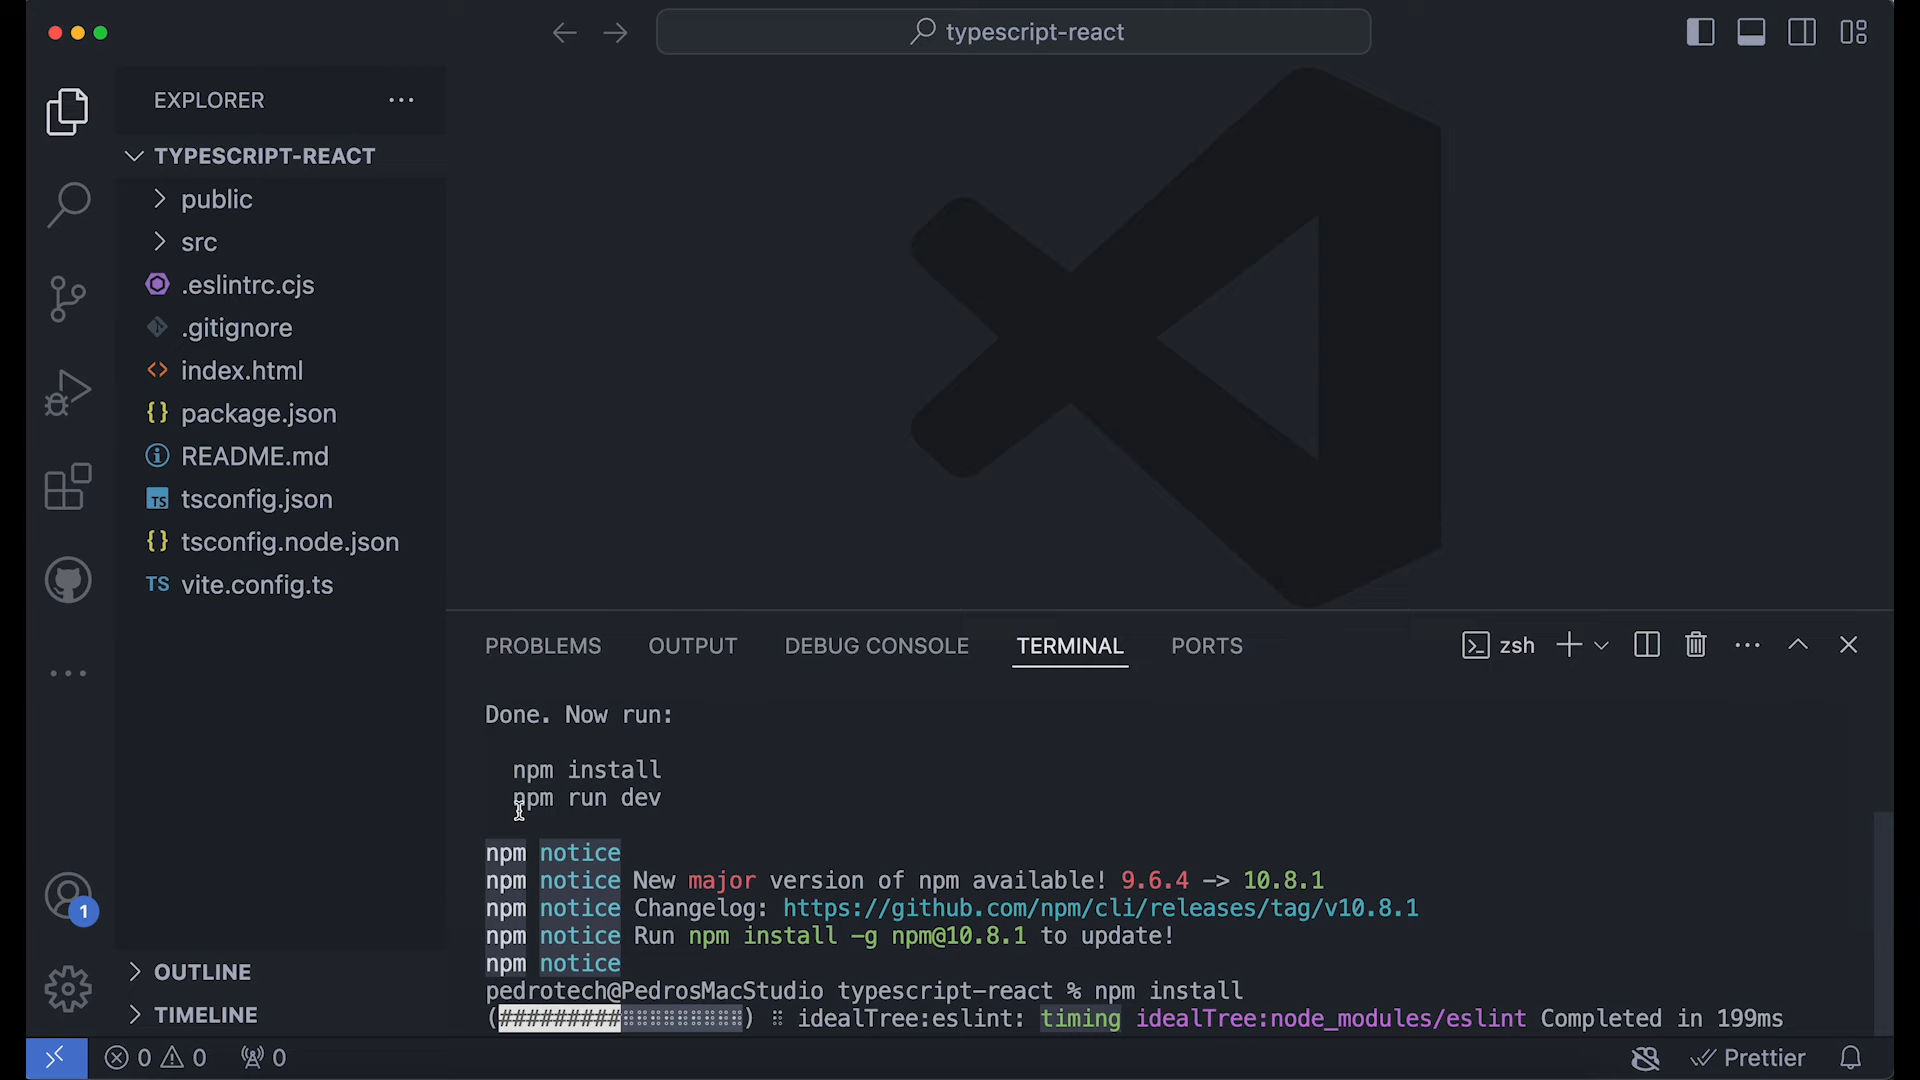 typescript-react
EXPLORER
TYPESCRIPT-REACT
public
src
.eslintrc.cjs
.gitignore
index.html
package.json
README.md
tsconfig.json
tsconfig.node.json
TS vite.config.ts
PROBLEMS OUTPUT DEBUG CONSOLE TERMINAL PORTS zsh
Done. Now run:
npm install
npm run dev
npm notice
npm notice New major version of npm available! 9.6.4 -> 10.8.1
npm notice Changelog: https://github.com/npm/cli/releases/tag/v10.8.1
npm notice Run npm install -g npm@10.8.1 to update!
npm notice
pedrotech@PedrosMacStudio typescript-react % npm install
(#########⠂⠂⠂⠂⠂⠂⠂⠂⠂) ⠼ idealTree:eslint: timing idealTree:node_modules/eslint Completed in 199ms
1
OUTLINE
TIMELINE
0 0 0 Prettier